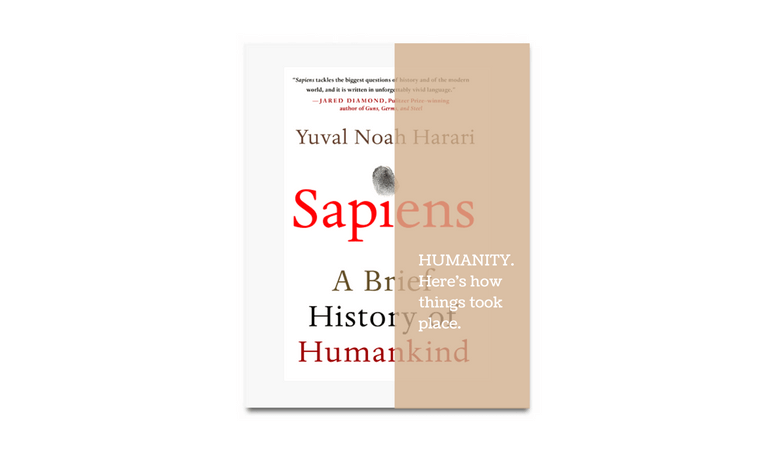 "Sapiens tackles the biggest questions of history and of the modern
world, and it is written in unforgettably vivid language."
—JARED DIAMOND, Pulitzer Prize–winning
author of Guns, Germs, and Steel
Yuval Noah Harari
Sapiens
A Brief
History of
Humankind
HUMANITY.
Here's how
things took
place.